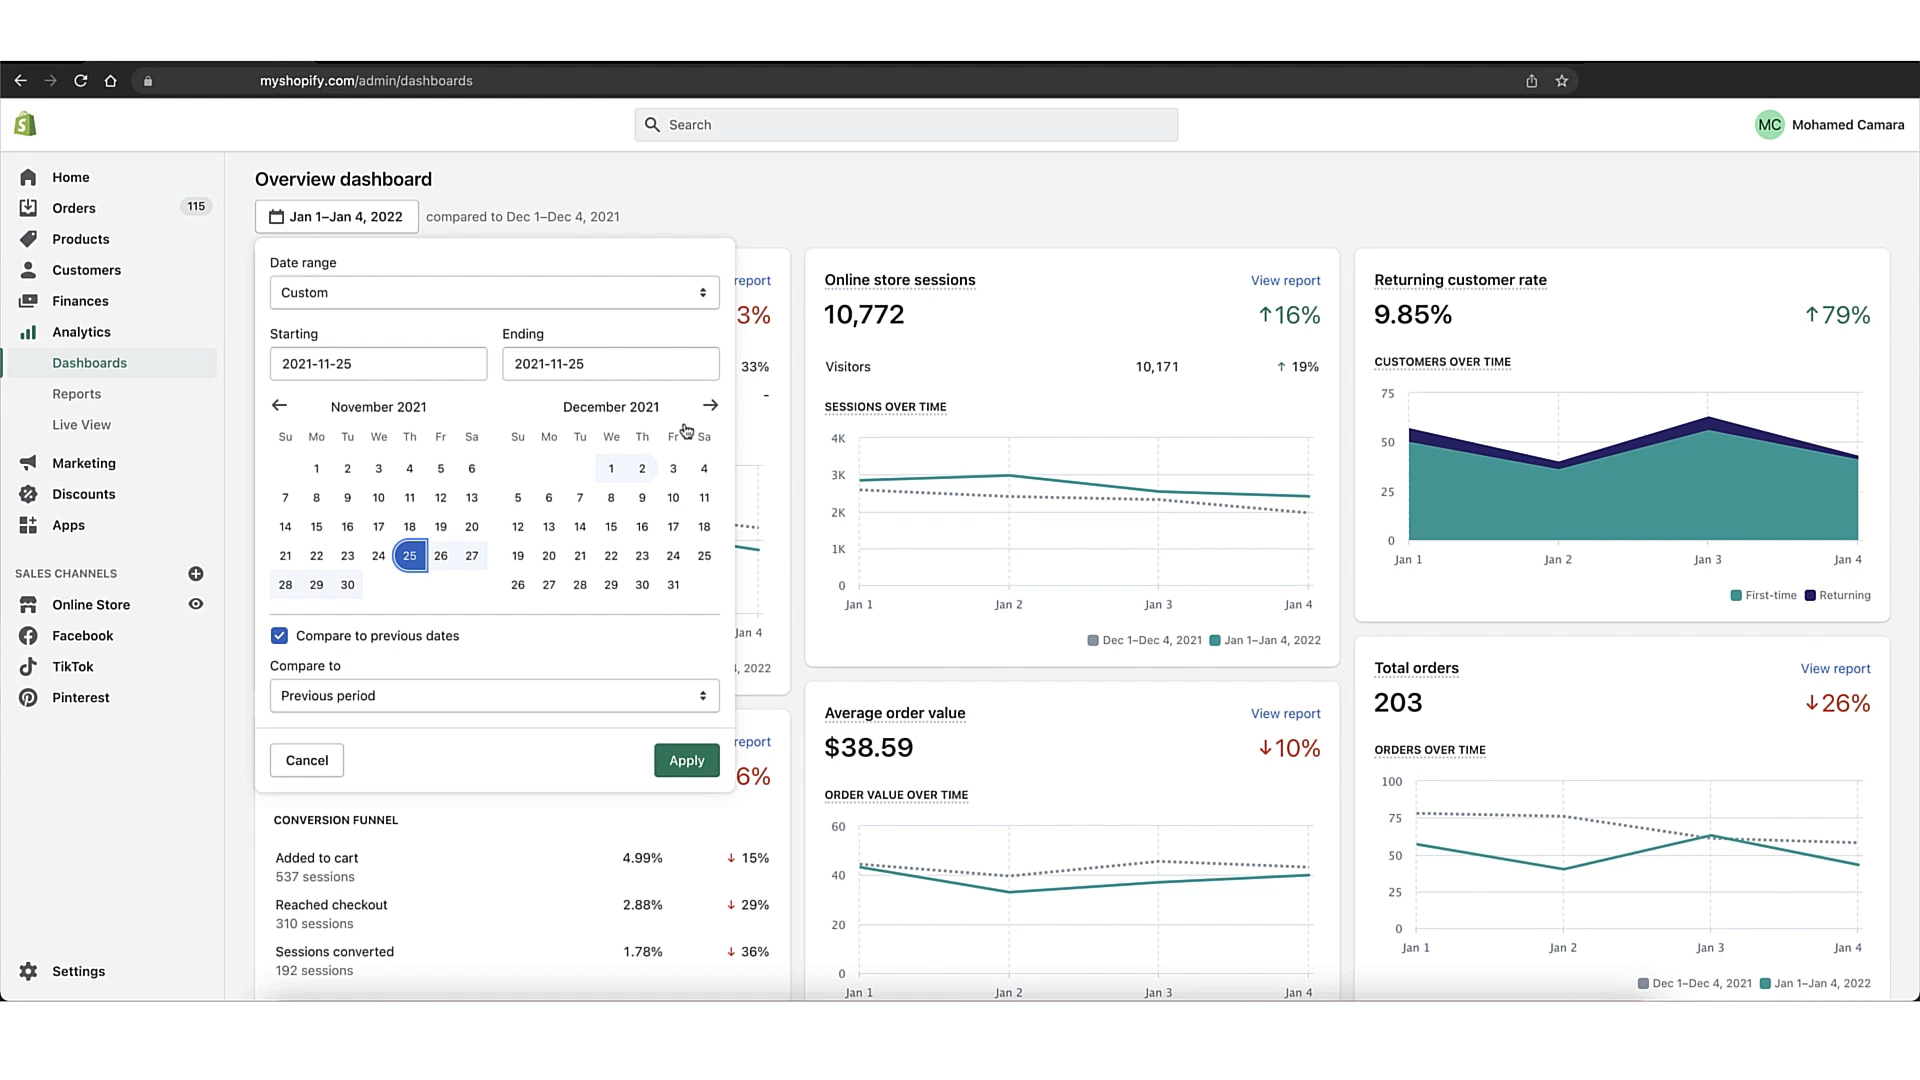 myshopify.com/admin/dashboards
Search
MC Mohamed Camara
Home
Orders 115
Products
Customers
Finances
Analytics
Dashboards
Reports
Live View
Marketing
Discounts
Apps
SALES CHANNELS
Online Store
Facebook
TikTok
Pinterest
Settings
Overview dashboard
Jan 1–Jan 4, 2022 compared to Dec 1–Dec 4, 2021
Date range
Custom
Starting Ending
2021-11-25 2021-11-25
November 2021 December 2021
Su Mo Tu We Th Fr Sa Su Mo Tu We Th Fr Sa
1 2 3 4 5 6 1 2 3 4
7 8 9 10 11 12 13 5 6 7 8 9 10 11
14 15 16 17 18 19 20 12 13 14 15 16 17 18
21 22 23 24 25 26 27 19 20 21 22 23 24 25
28 29 30 26 27 28 29 30 31
Compare to previous dates
Compare to
Previous period
Cancel Apply
report
3%
33%
-
Jan 4
, 2022
report
6%
CONVERSION FUNNEL
Added to cart 4.99% ↓ 15%
537 sessions
Reached checkout 2.88% ↓ 29%
310 sessions
Sessions converted 1.78% ↓ 36%
192 sessions
Online store sessions View report
10,772 ↑16%
Visitors 10,171 ↑ 19%
SESSIONS OVER TIME
4K
3K
2K
1K
0
Jan 1 Jan 2 Jan 3 Jan 4
Dec 1–Dec 4, 2021 Jan 1–Jan 4, 2022
Average order value View report
$38.59 ↓10%
ORDER VALUE OVER TIME
60
40
20
0
Jan 1 Jan 2 Jan 3 Jan 4
Returning customer rate
9.85% ↑79%
CUSTOMERS OVER TIME
75
50
25
0
Jan 1 Jan 2 Jan 3 Jan 4
First-time Returning
Total orders View report
203 ↓26%
ORDERS OVER TIME
100
75
50
25
0
Jan 1 Jan 2 Jan 3 Jan 4
Dec 1–Dec 4, 2021 Jan 1–Jan 4, 2022